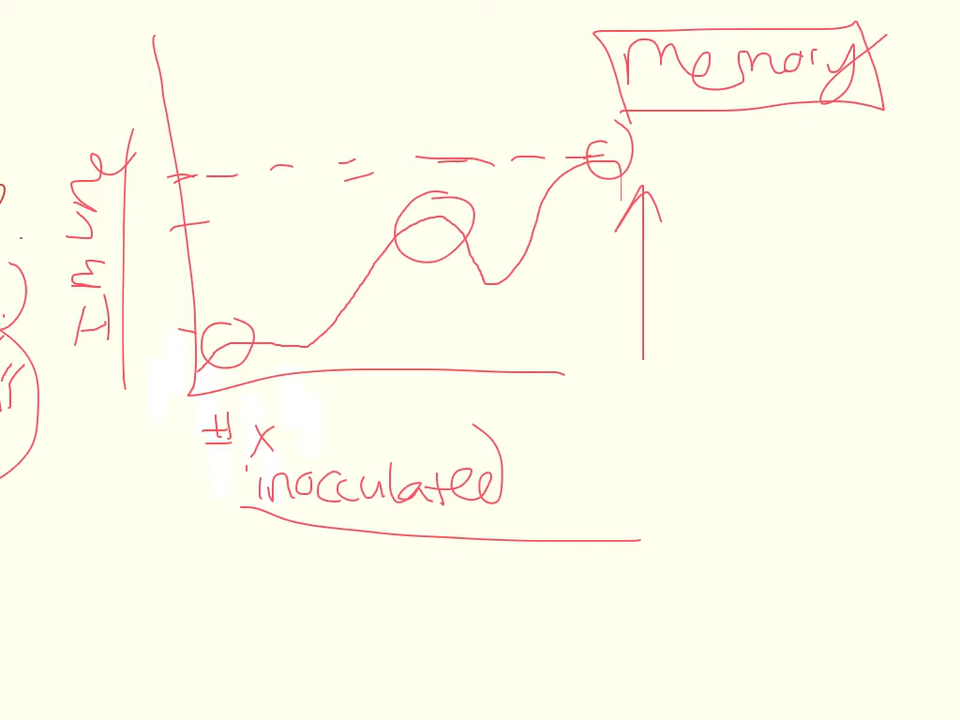 Memory
Imune
# x
inocculated